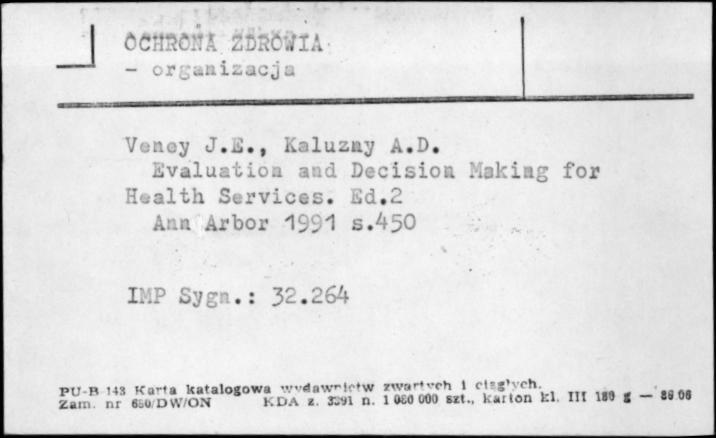 OCHRONA ZDROWIA
- organizacja
Veney J.E., Kaluzny A.D.
Evaluation and Decision Making for
Health Services. Ed.2
Ann Arbor 1991 s.450
IMP Sygn.: 32.264
PU-B 143 Karta katalogowa wydawnictw zwartych i ciągłych.
Zam. nr 680/DW/ON KDA z. 3391 n. 1 080 000 szt., karton kl. III 180 g — 86 06